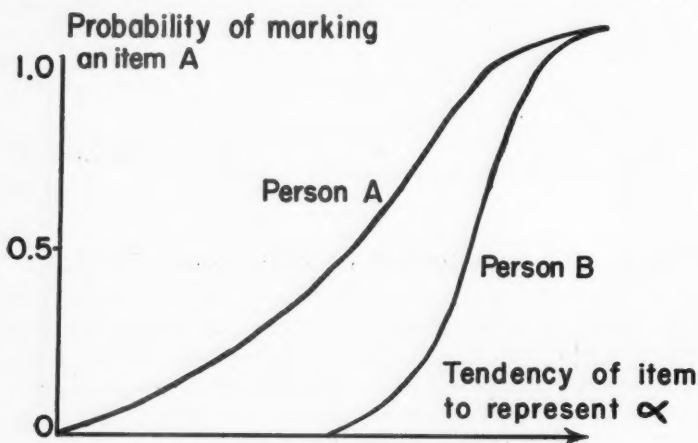 Probability of marking
an item A
1.0
Person A
0.5
Person B
Tendency of item
to represent α
0